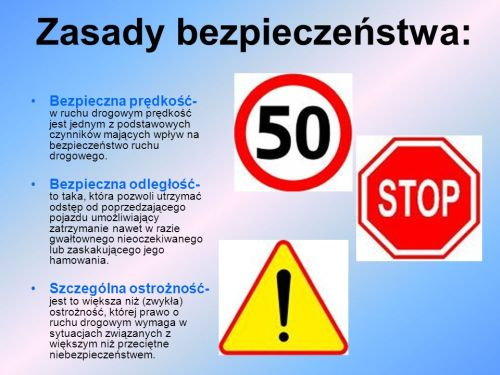 Zasady bezpieczeństwa:
• Bezpieczna prędkość-
w ruchu drogowym prędkość
jest jednym z podstawowych
czynników mających wpływ na
bezpieczeństwo ruchu
drogowego.
• Bezpieczna odległość-
to taka, która pozwoli utrzymać
odstęp od poprzedzającego
pojazdu umożliwiający
zatrzymanie nawet w razie
gwałtownego nieoczekiwanego
lub zaskakującego jego
hamowania.
• Szczególna ostrożność-
jest to większa niż (zwykła)
ostrożność, której prawo o
ruchu drogowym wymaga w
sytuacjach związanych z
większym niż przeciętne
niebezpieczeństwem.
50
STOP
!